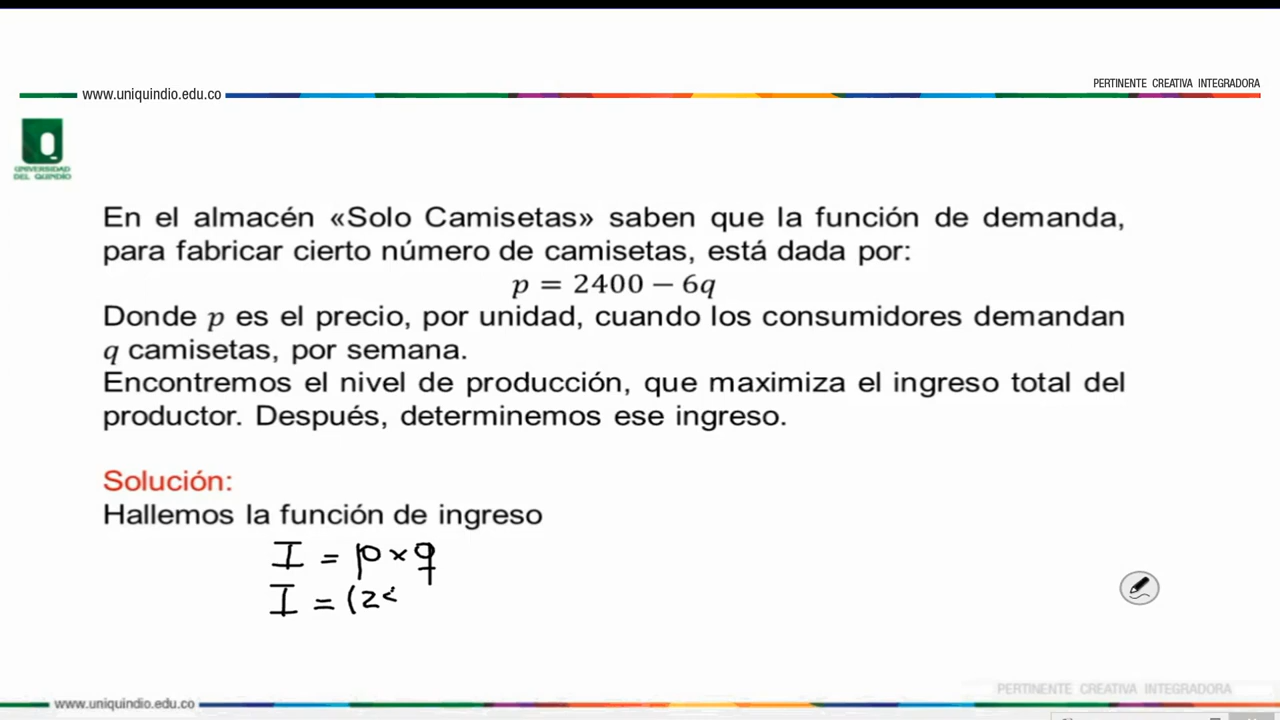 www.uniquindio.edu.co
PERTINENTE CREATIVA INTEGRADORA
Q
UNIVERSIDAD
DEL QUINDÍO
En el almacén «Solo Camisetas» saben que la función de demanda,
para fabricar cierto número de camisetas, está dada por:
p = 2400 − 6q
Donde p es el precio, por unidad, cuando los consumidores demandan
q camisetas, por semana.
Encontremos el nivel de producción, que maximiza el ingreso total del
productor. Después, determinemos ese ingreso.
Solución:
Hallemos la función de ingreso
I = p × q
I = (2
PERTINENTE CREATIVA INTEGRADORA
www.uniquindio.edu.co